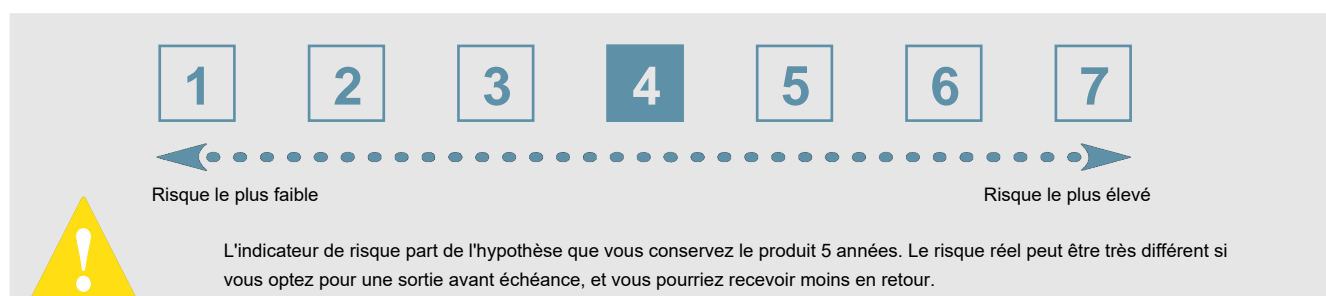 1 2 3 4 5 6 7
Risque le plus faible Risque le plus élevé
L'indicateur de risque part de l'hypothèse que vous conservez le produit 5 années. Le risque réel peut être très différent si
vous optez pour une sortie avant échéance, et vous pourriez recevoir moins en retour.